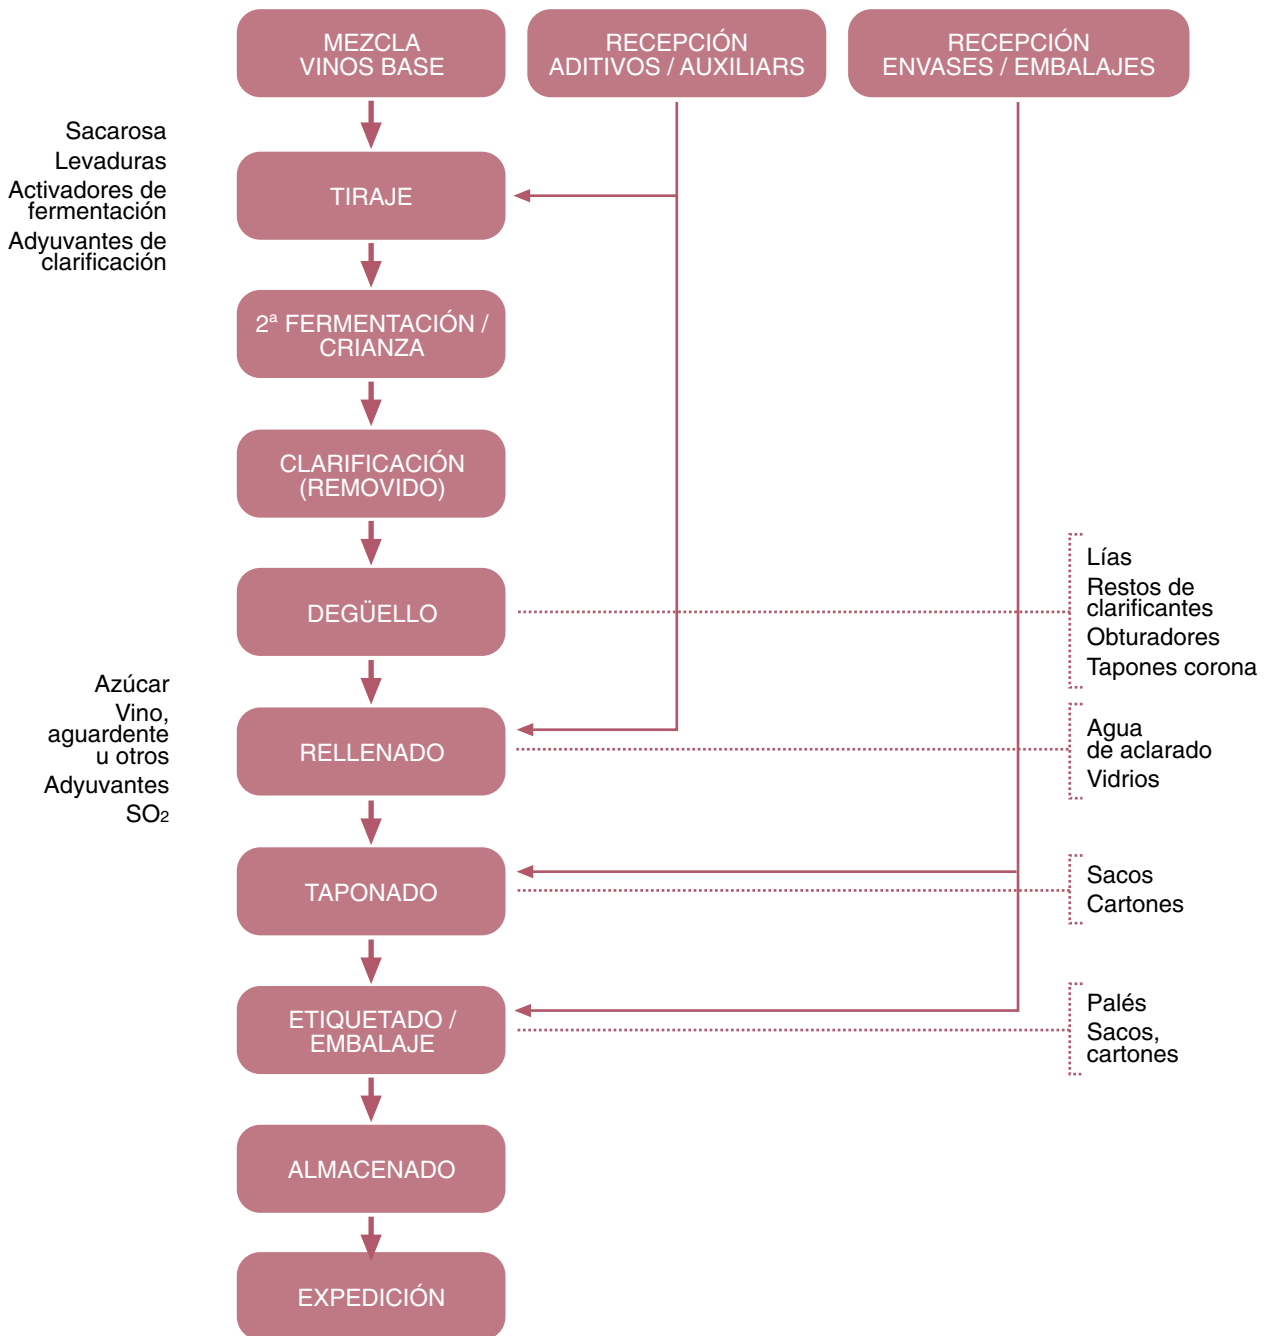 MEZCLA
VINOS BASE
RECEPCIÓN
ADITIVOS / AUXILIARS
RECEPCIÓN
ENVASES / EMBALAJES
Sacarosa
Levaduras
Activadores de
fermentación
Adyuvantes de
clarificación
TIRAJE
2ª FERMENTACIÓN /
CRIANZA
CLARIFICACIÓN
(REMOVIDO)
DEGÜELLO
Lías
Restos de
clarificantes
Obturadores
Tapones corona
Azúcar
Vino,
aguardente
u otros
Adyuvantes
SO2
RELLENADO
Agua
de aclarado
Vidrios
TAPONADO
Sacos
Cartones
ETIQUETADO /
EMBALAJE
Palés
Sacos,
cartones
ALMACENADO
EXPEDICIÓN